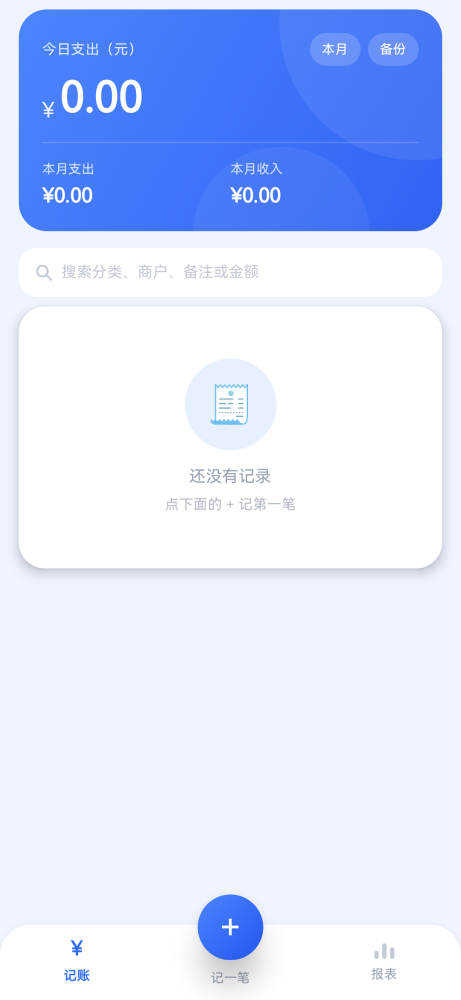 今日支出（元）
本月
备份
¥ 0.00
本月支出
本月收入
¥0.00
¥0.00
搜索分类、商户、备注或金额
还没有记录
点下面的 + 记第一笔
¥
+
记账
记一笔
报表